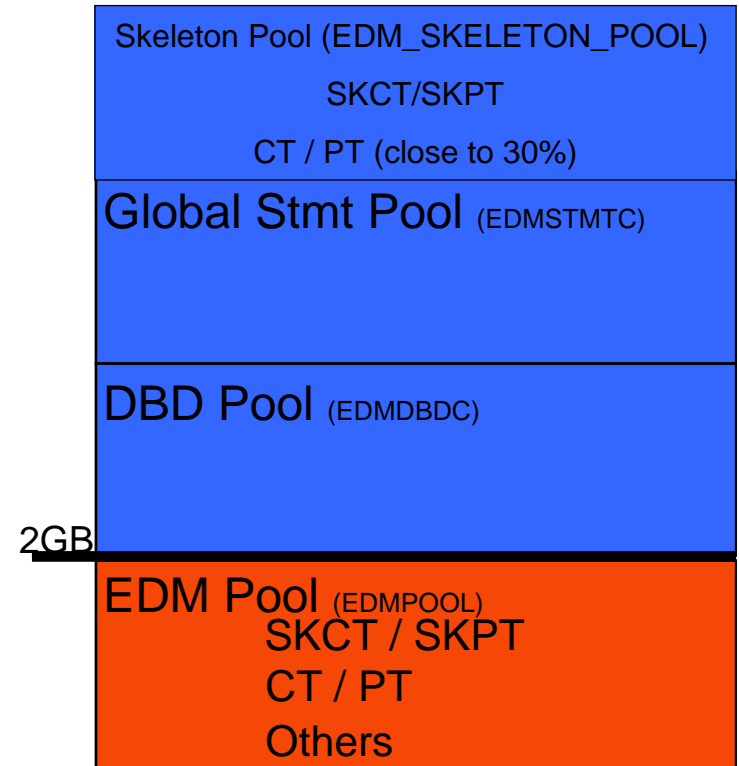 Skeleton Pool (EDM_SKELETON_POOL)
SKCT/SKPT
CT / PT (close to 30%)
Global Stmt Pool (EDMSTMTC)
DBD Pool (EDMDBDC)
2GB
EDM Pool (EDMPOOL)
SKCT / SKPT
CT / PT
Others